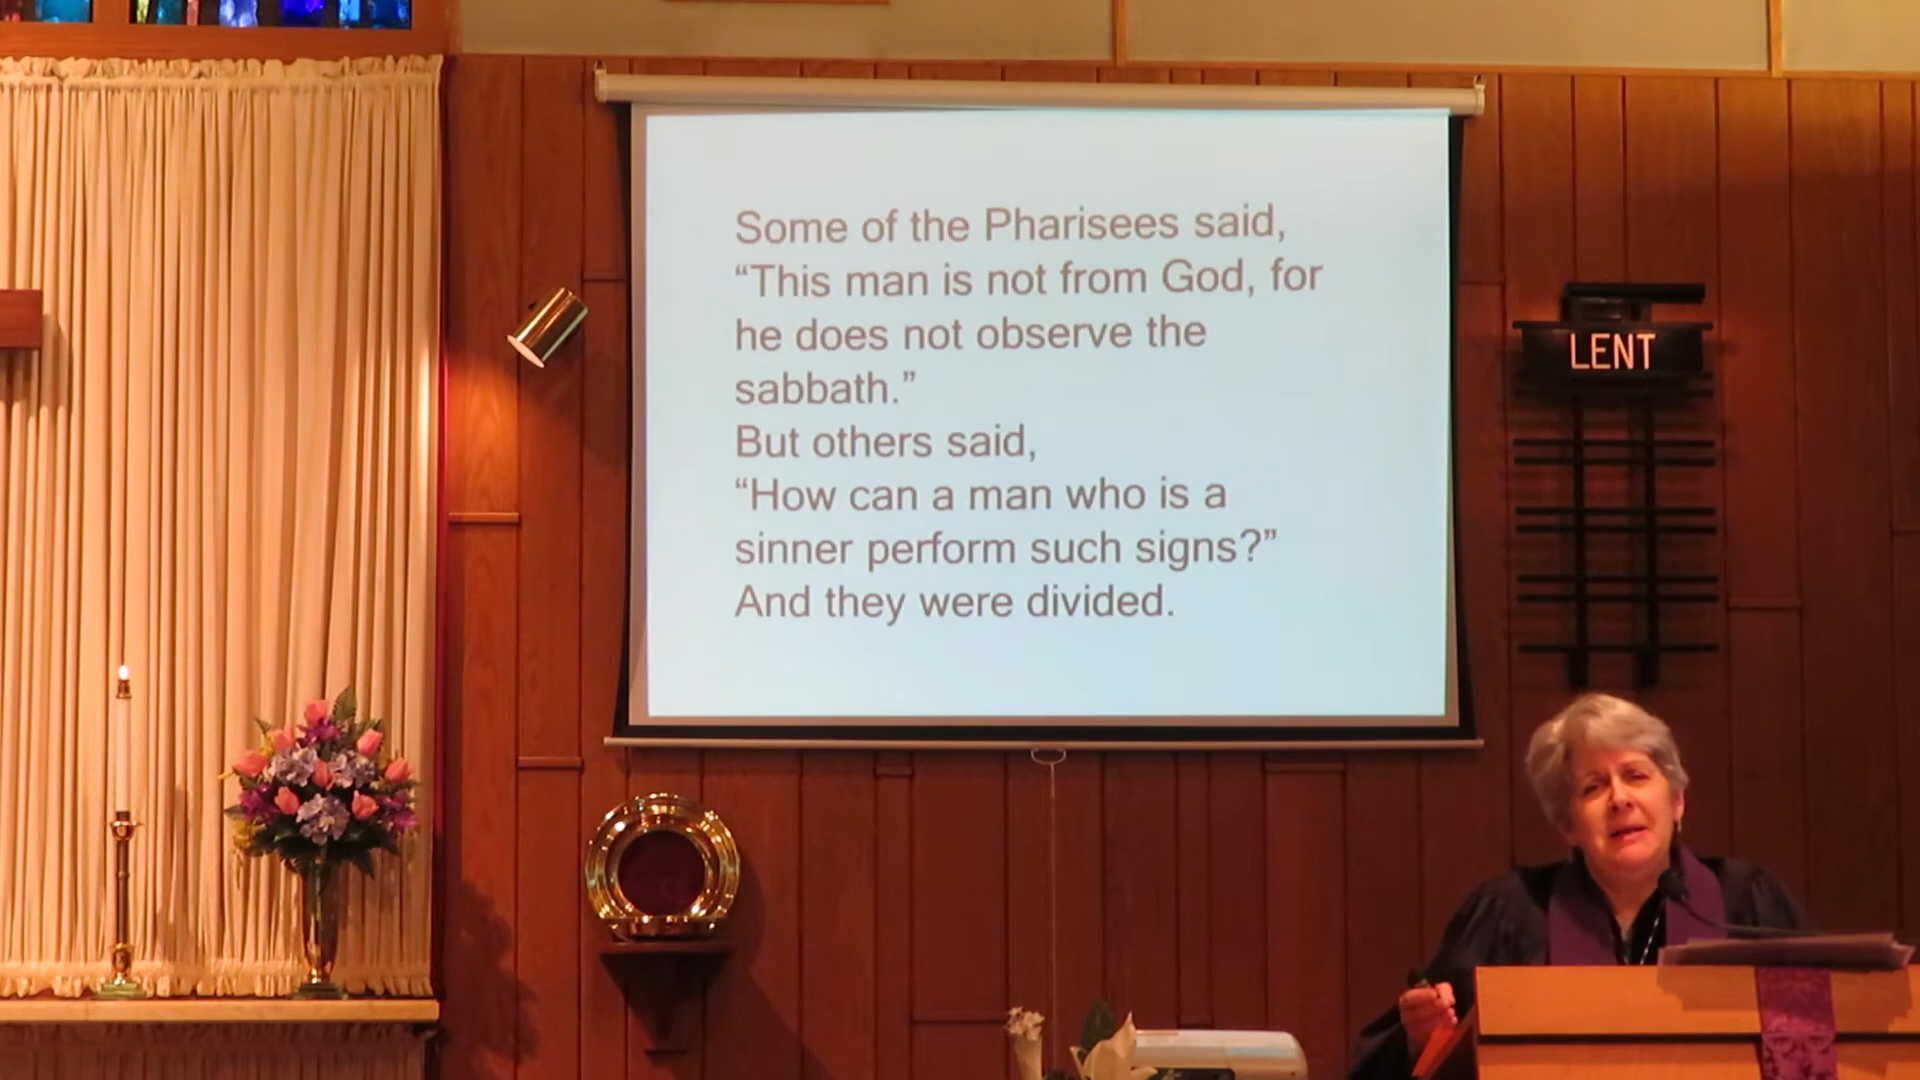 Some of the Pharisees said,
“This man is not from God, for
he does not observe the
sabbath.”
But others said,
“How can a man who is a
sinner perform such signs?”
And they were divided.
LENT